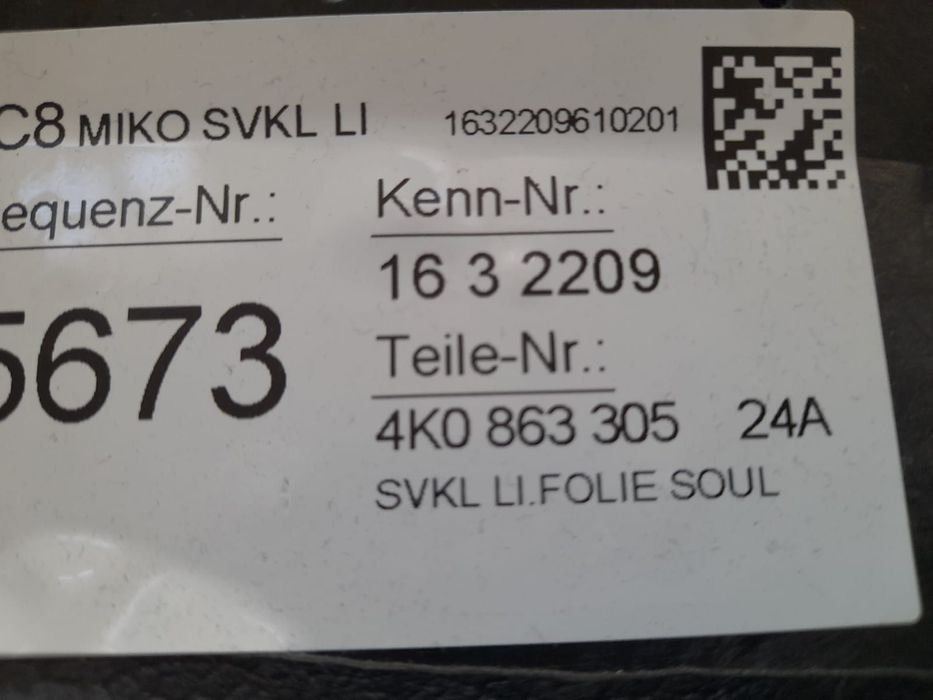 C8 MIKO SVKL LI 1632209610201
equenz-Nr.: Kenn-Nr.:
16 3 2209
5673
Teile-Nr.:
4K0 863 305 24A
SVKL LI.FOLIE SOUL